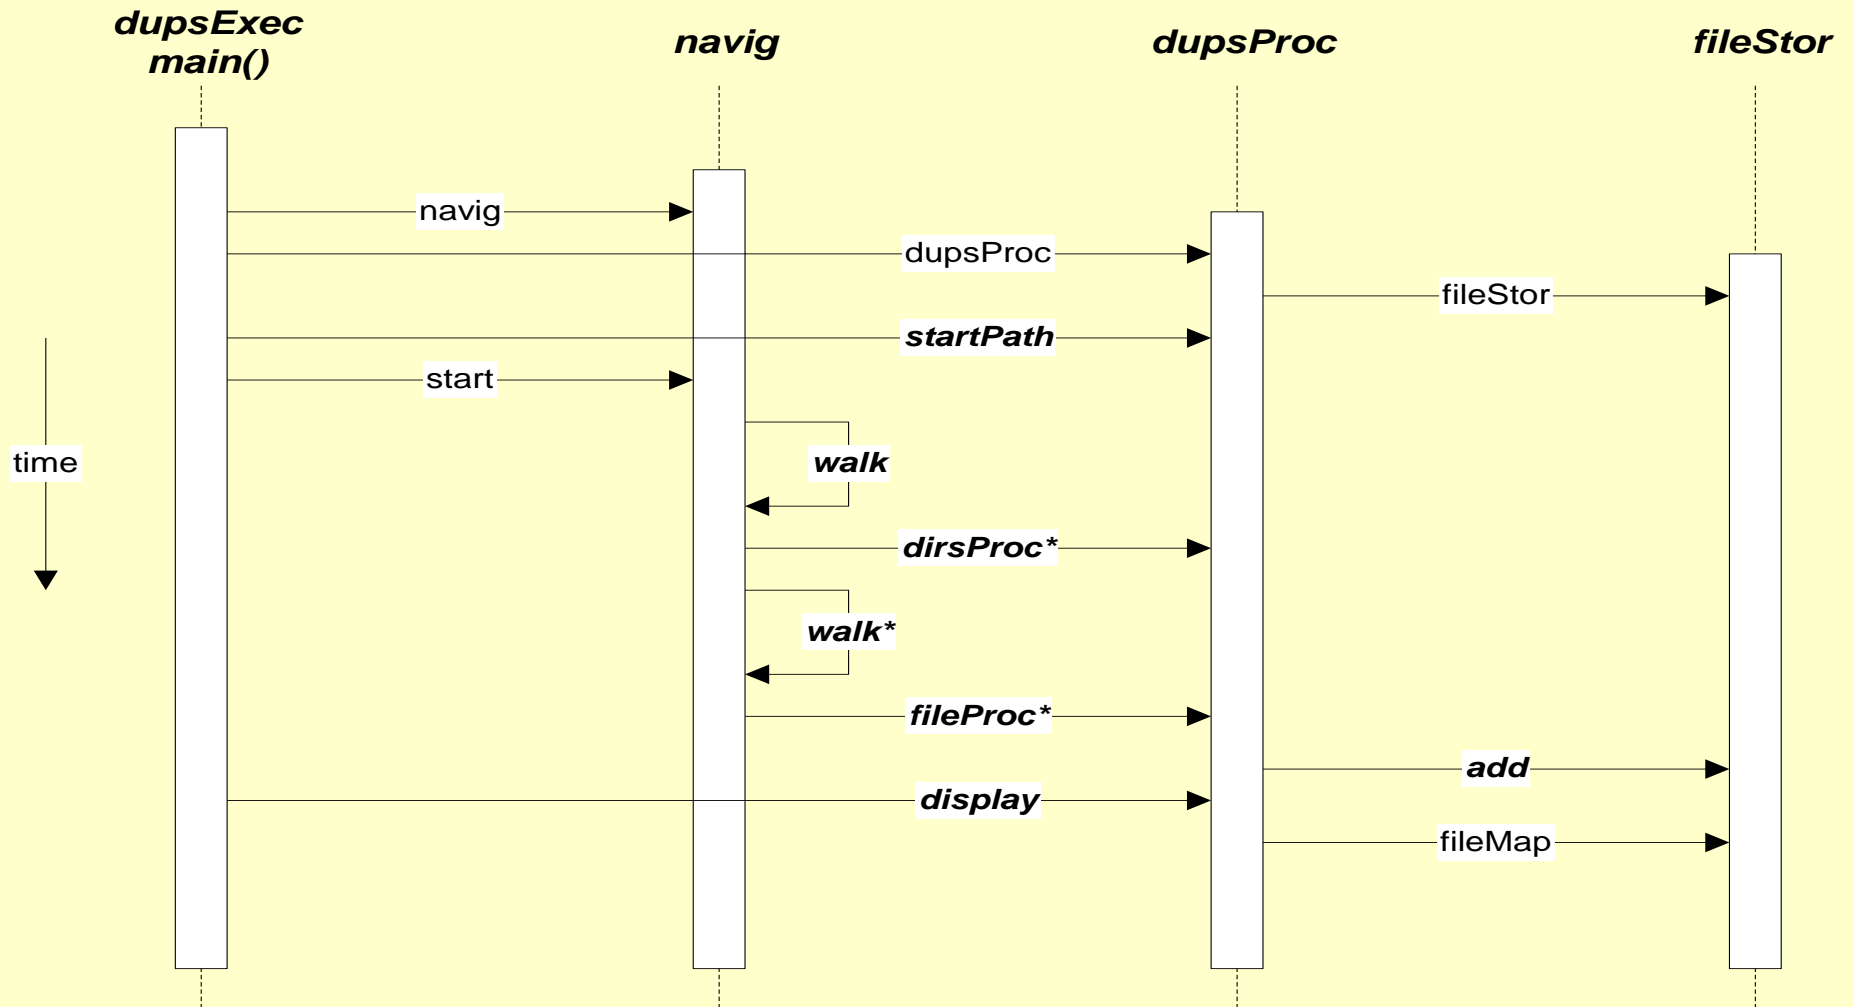 dupsExec
main()
navig
dupsProc
fileStor
navig
dupsProc
fileStor
startPath
start
time
walk
dirsProc*
walk*
fileProc*
add
display
fileMap